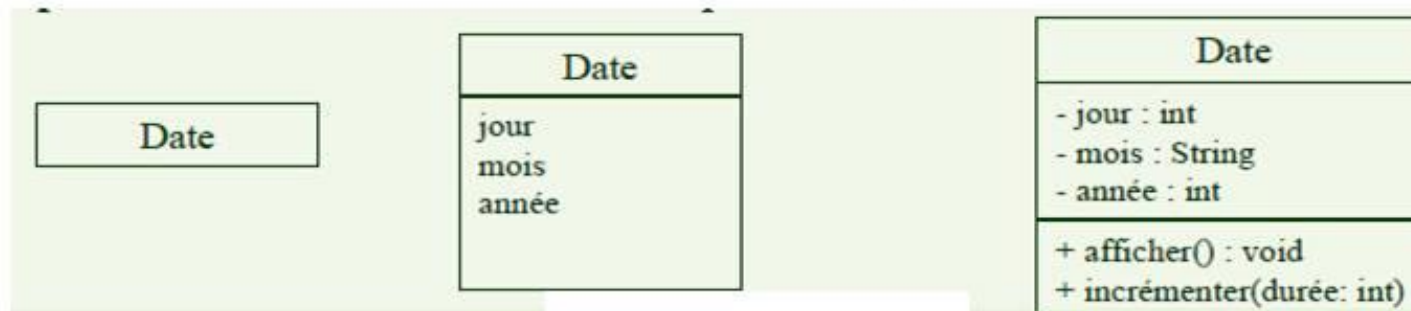 Date
Date
jour
mois
année
Date
- jour : int
- mois : String
- année : int
+ afficher() : void
+ incrémenter(durée: int)